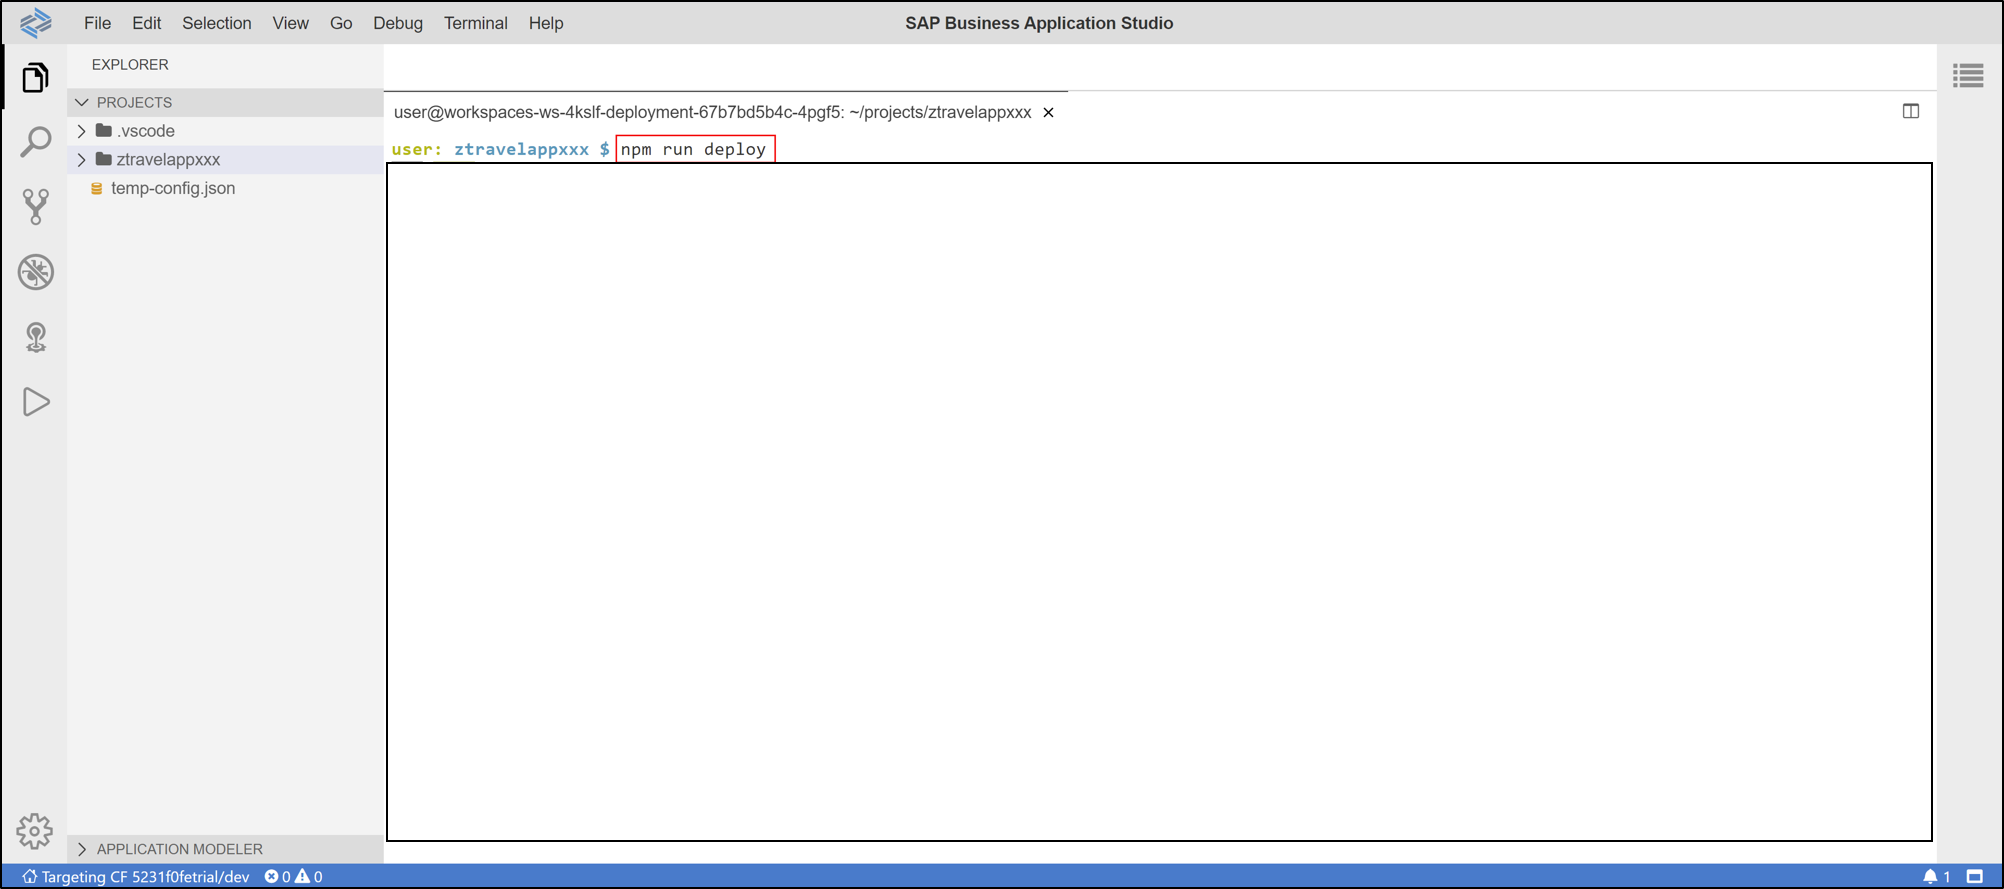 File Edit Selection View Go Debug Terminal Help SAP Business Application Studio
EXPLORER
PROJECTS
.vscode
ztravelappxxx
temp-config.json
user@workspaces-ws-4kslf-deployment-67b7bd5b4c-4pgf5: ~/projects/ztravelappxxx
user: ztravelappxxx $ npm run deploy
APPLICATION MODELER
Targeting CF 5231f0fetrial/dev 0 0 1